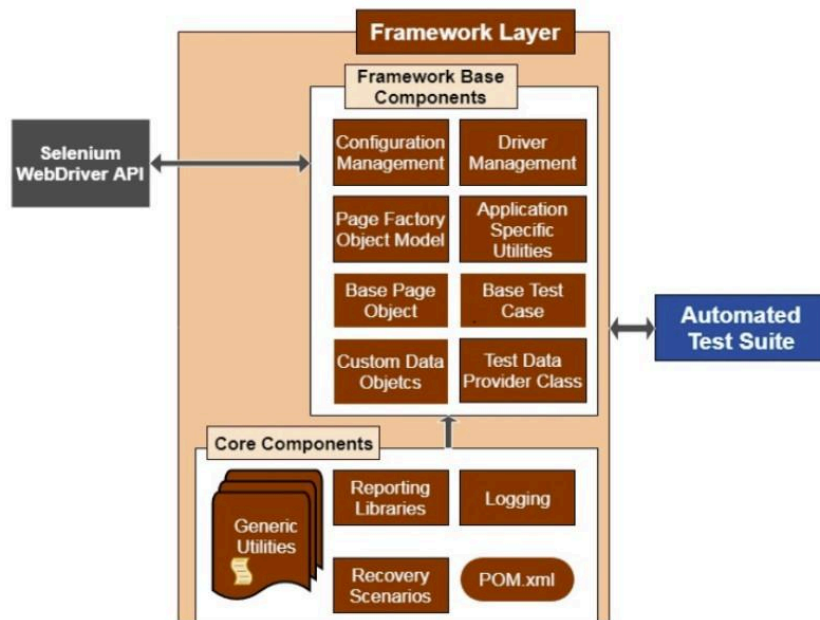 Framework Layer
Framework Base
Components
Selenium
WebDriver API
Configuration
Management
Driver
Management
Page Factory
Object Model
Application
Specific
Utilities
Base Page
Object
Base Test
Case
Automated
Test Suite
Custom Data
Objetcs
Test Data
Provider Class
Core Components
Generic
Utilities
Reporting
Libraries
Logging
Recovery
Scenarios
POM.xml